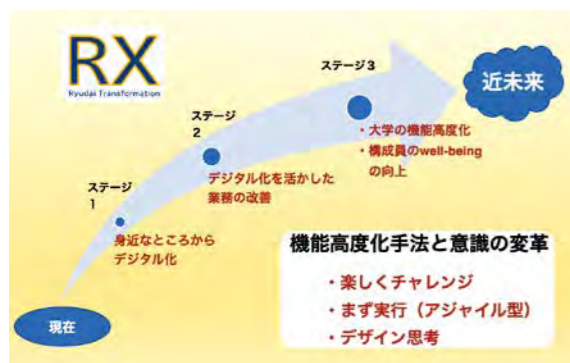 RX
Ryudai Transformation
ステージ3
近未来
・大学の機能高度化
・構成員のwell-being
の向上
ステージ
2
デジタル化を活かした
業務の改善
ステージ
1
身近なところから
デジタル化
機能高度化手法と意識の変革
・楽しくチャレンジ
・まず実行（アジャイル型）
・デザイン思考
現在